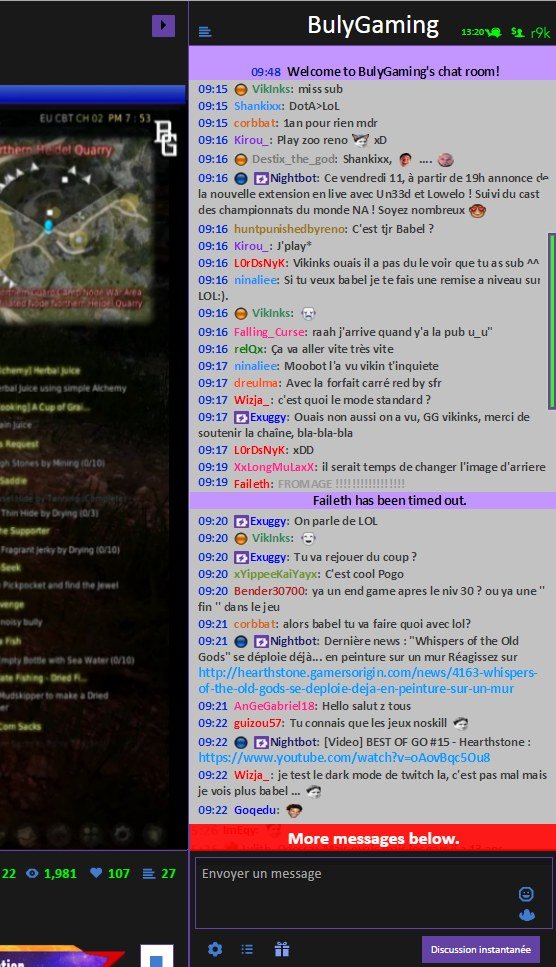 BulyGaming
13:20
r9k
09:48 Welcome to BulyGaming's chat room!
09:15 VikInks: miss sub
09:15 Shankixx: DotA>LoL
09:15 corbbat: 1an pour rien mdr
09:16 Kirou_: Play zoo reno xD
09:16 Destix_the_god: Shankixx, ....
09:16 Nightbot: Ce vendredi 11, à partir de 19h annonce de
la nouvelle extension en live avec Un33d et Lowelo ! Suivi du cast
des championnats du monde NA ! Soyez nombreux
09:16 huntpunishedbyreno: C'est tjr Babel ?
09:16 Kirou_: J'play*
09:16 L0rDsNyK: Vikinks ouais il a pas du le voir que tu as sub ^^
09:16 ninaliee: Si tu veux babel je te fais une remise a niveau sur
LOL:).
09:16 VikInks:
09:16 Falling_Curse: raah j'arrive quand y'a la pub u_u"
09:16 relQx: Ça va aller vite très vite
09:17 ninaliee: Moobot l'a vu vikin t'inquiete
09:17 dreulma: Avec la forfait carré red by sfr
09:17 Wizja_: c'est quoi le mode standard ?
09:17 Exuggy: Ouais non aussi on a vu, GG vikinks, merci de
soutenir la chaîne, bla-bla-bla
09:17 L0rDsNyK: xDD
09:19 XxLongMuLaxX: il serait temps de changer l'image d'arriere
09:19 Faileth: FROMAGE !!!!!!!!!!!!!!!!!!
Faileth has been timed out.
09:20 Exuggy: On parle de LOL
09:20 VikInks:
09:20 Exuggy: Tu va rejouer du coup ?
09:20 xYippeeKaiYayx: C'est cool Pogo
09:20 Bender30700: ya un end game apres le niv 30 ? ou ya une "
fin " dans le jeu
09:21 corbbat: alors babel tu va faire quoi avec lol?
09:21 Nightbot: Dernière news : "Whispers of the Old
Gods" se déploie déjà... en peinture sur un mur Réagissez sur
http://hearthstone.gamersorigin.com/news/4163-whispers-
of-the-old-gods-se-deploie-deja-en-peinture-sur-un-mur
09:21 AnGeGabriel18: Hello salut z tous
09:22 guizou57: Tu connais que les jeux noskill
09:22 Nightbot: [Video] BEST OF GO #15 - Hearthstone :
https://www.youtube.com/watch?v=oAovBqc5Ou8
09:22 Wizja_: je test le dark mode de twitch la, c'est pas mal mais
je vois plus babel ...
09:22 Goqedu:
More messages below.
Envoyer un message
Discussion instantanée
EU CBT CH 02 PM 7 : 53
BG
rthern Heidel Quarry
Northern Guard Camp Node War Area
iliated Node Northern Heidel Quarry
lchemy] Herbal Juice
erbal Juice using simple Alchemy
ooking] A Cup of Grai...
ain Juice
s Request
gh Stones by Mining (0/10)
Saddle
Thin Hide by Drying (0/3)
he Supporter
Fragrant Jerky by Drying (0/10)
Seek
Pickpocket and find the Jewel
venge
noisy bully
a Fish
mpty Bottle with Sea Water (0/10)
ate Fishing - Dried Fi...
Mudskipper to make a Dried
er
Corn Sacks
22 1,981 107 27